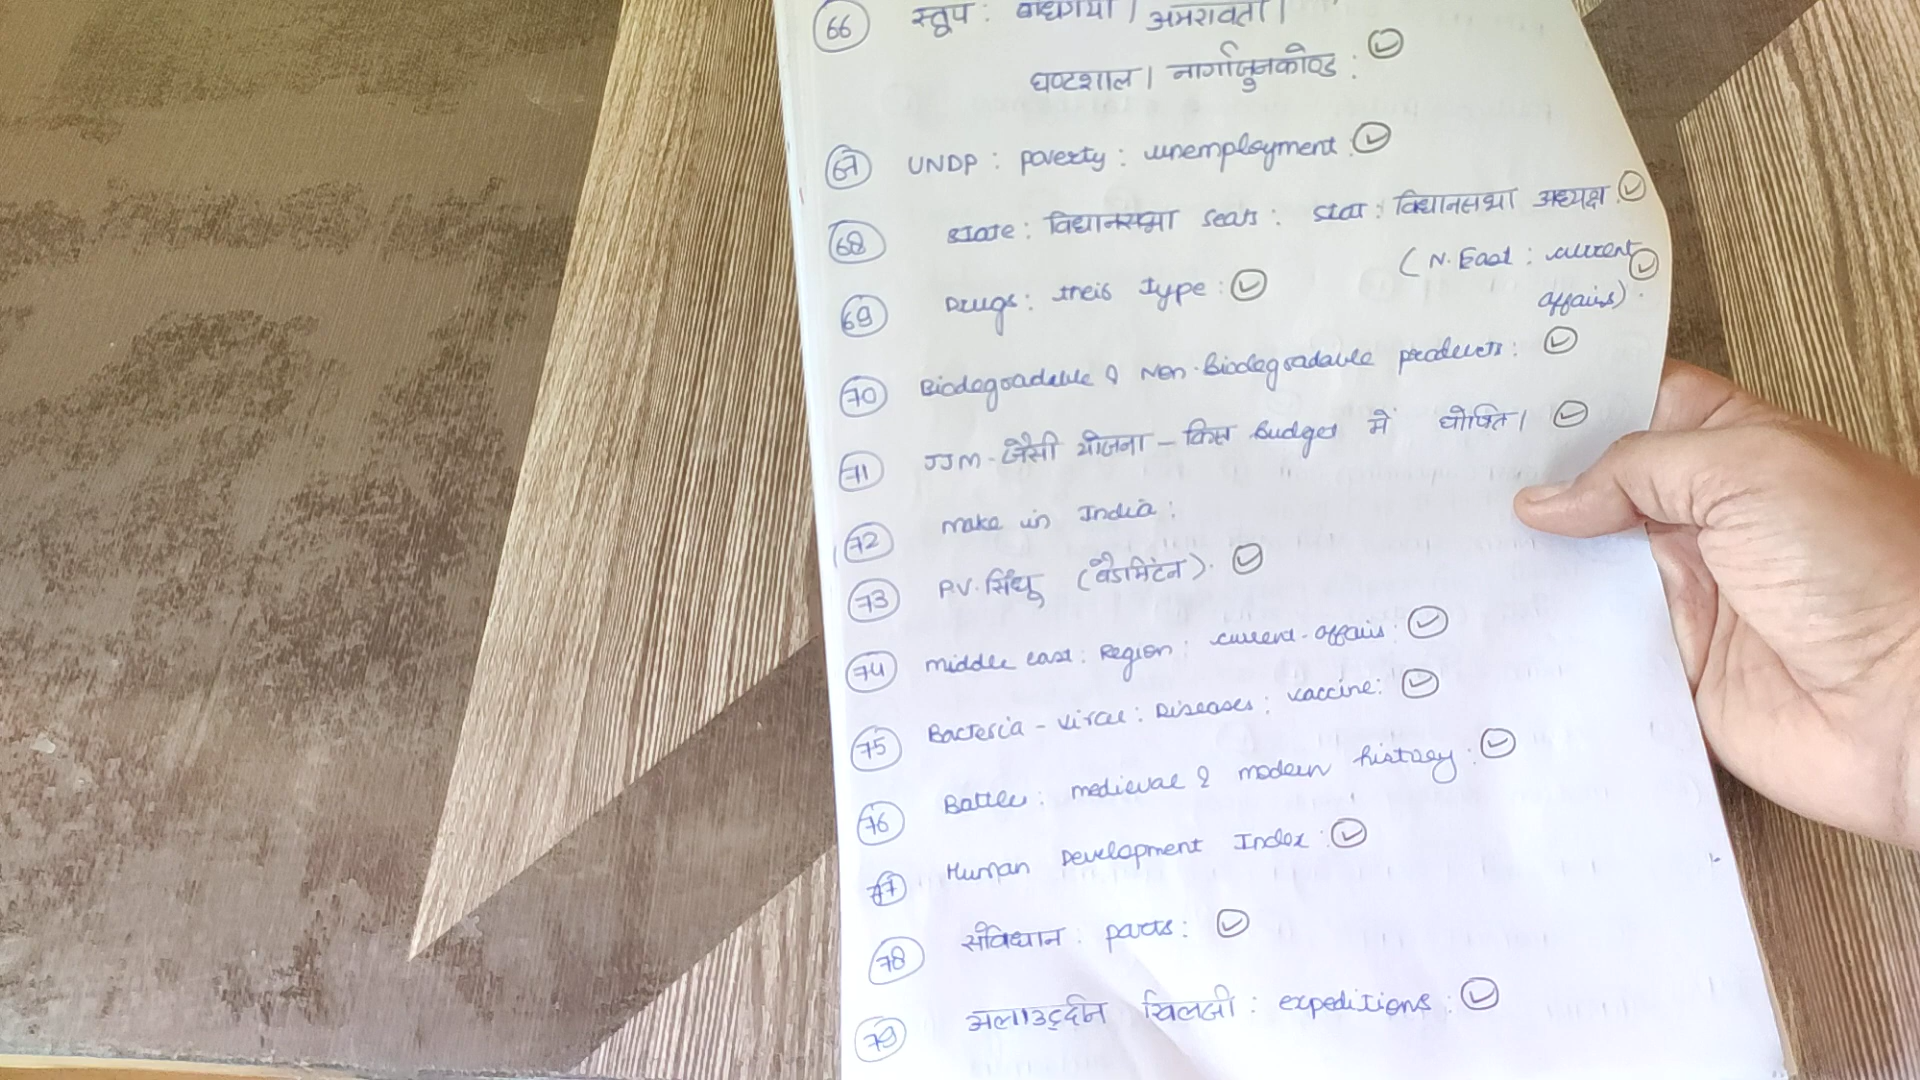 66 स्तूप : बोधगया । अमरावती ।
घण्टशाल । नार्गाजुनकोण्ड :
67 UNDP : poverty : unemployment :
68 State : विधानसभा seats : state : विधानसभा अध्यक्ष :
(N. East : current affairs) .
69 Drugs : their type :
70 Biodegradable & Non-Biodegradable products :
71 JJM - जैसी योजना - किस Budget में घोषित ।
72 Make in India :
73 P.V. सिंधू (बैडमिंटन) .
74 Middle east : Region : current-affairs :
75 Bacteria - viral : Diseases : vaccine :
76 Battle : medieval & modern history :
77 Human Development Index :
78 संविधान : parts :
79 अलाउद्दीन खिलजी : expeditions :